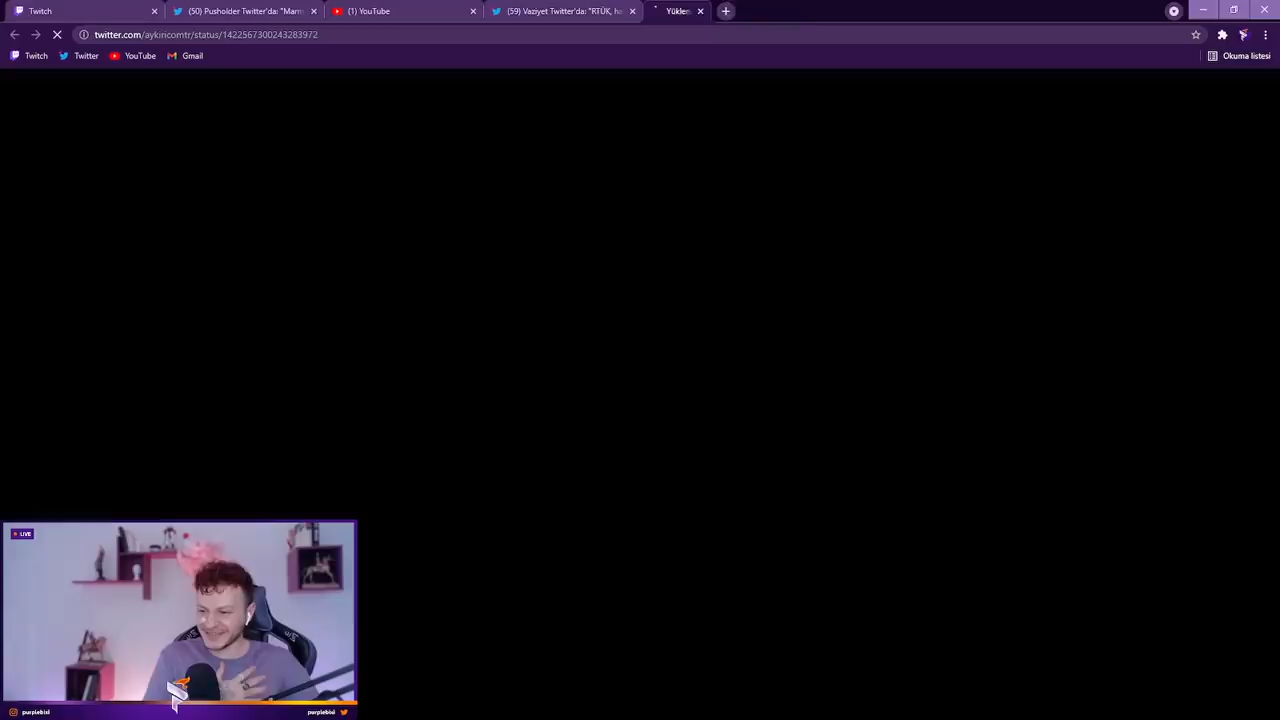 Twitch
(50) Pusholder Twitter'da: "Mam
(1) YouTube
(59) Vaziyet Twitter'da: "RTÜK, ha
Yüklen
twitter.com/aykiricomtr/status/1422567300243283972
Twitch
Twitter
YouTube
Gmail
Okuma listesi
LIVE
purplebixi
purplebixi